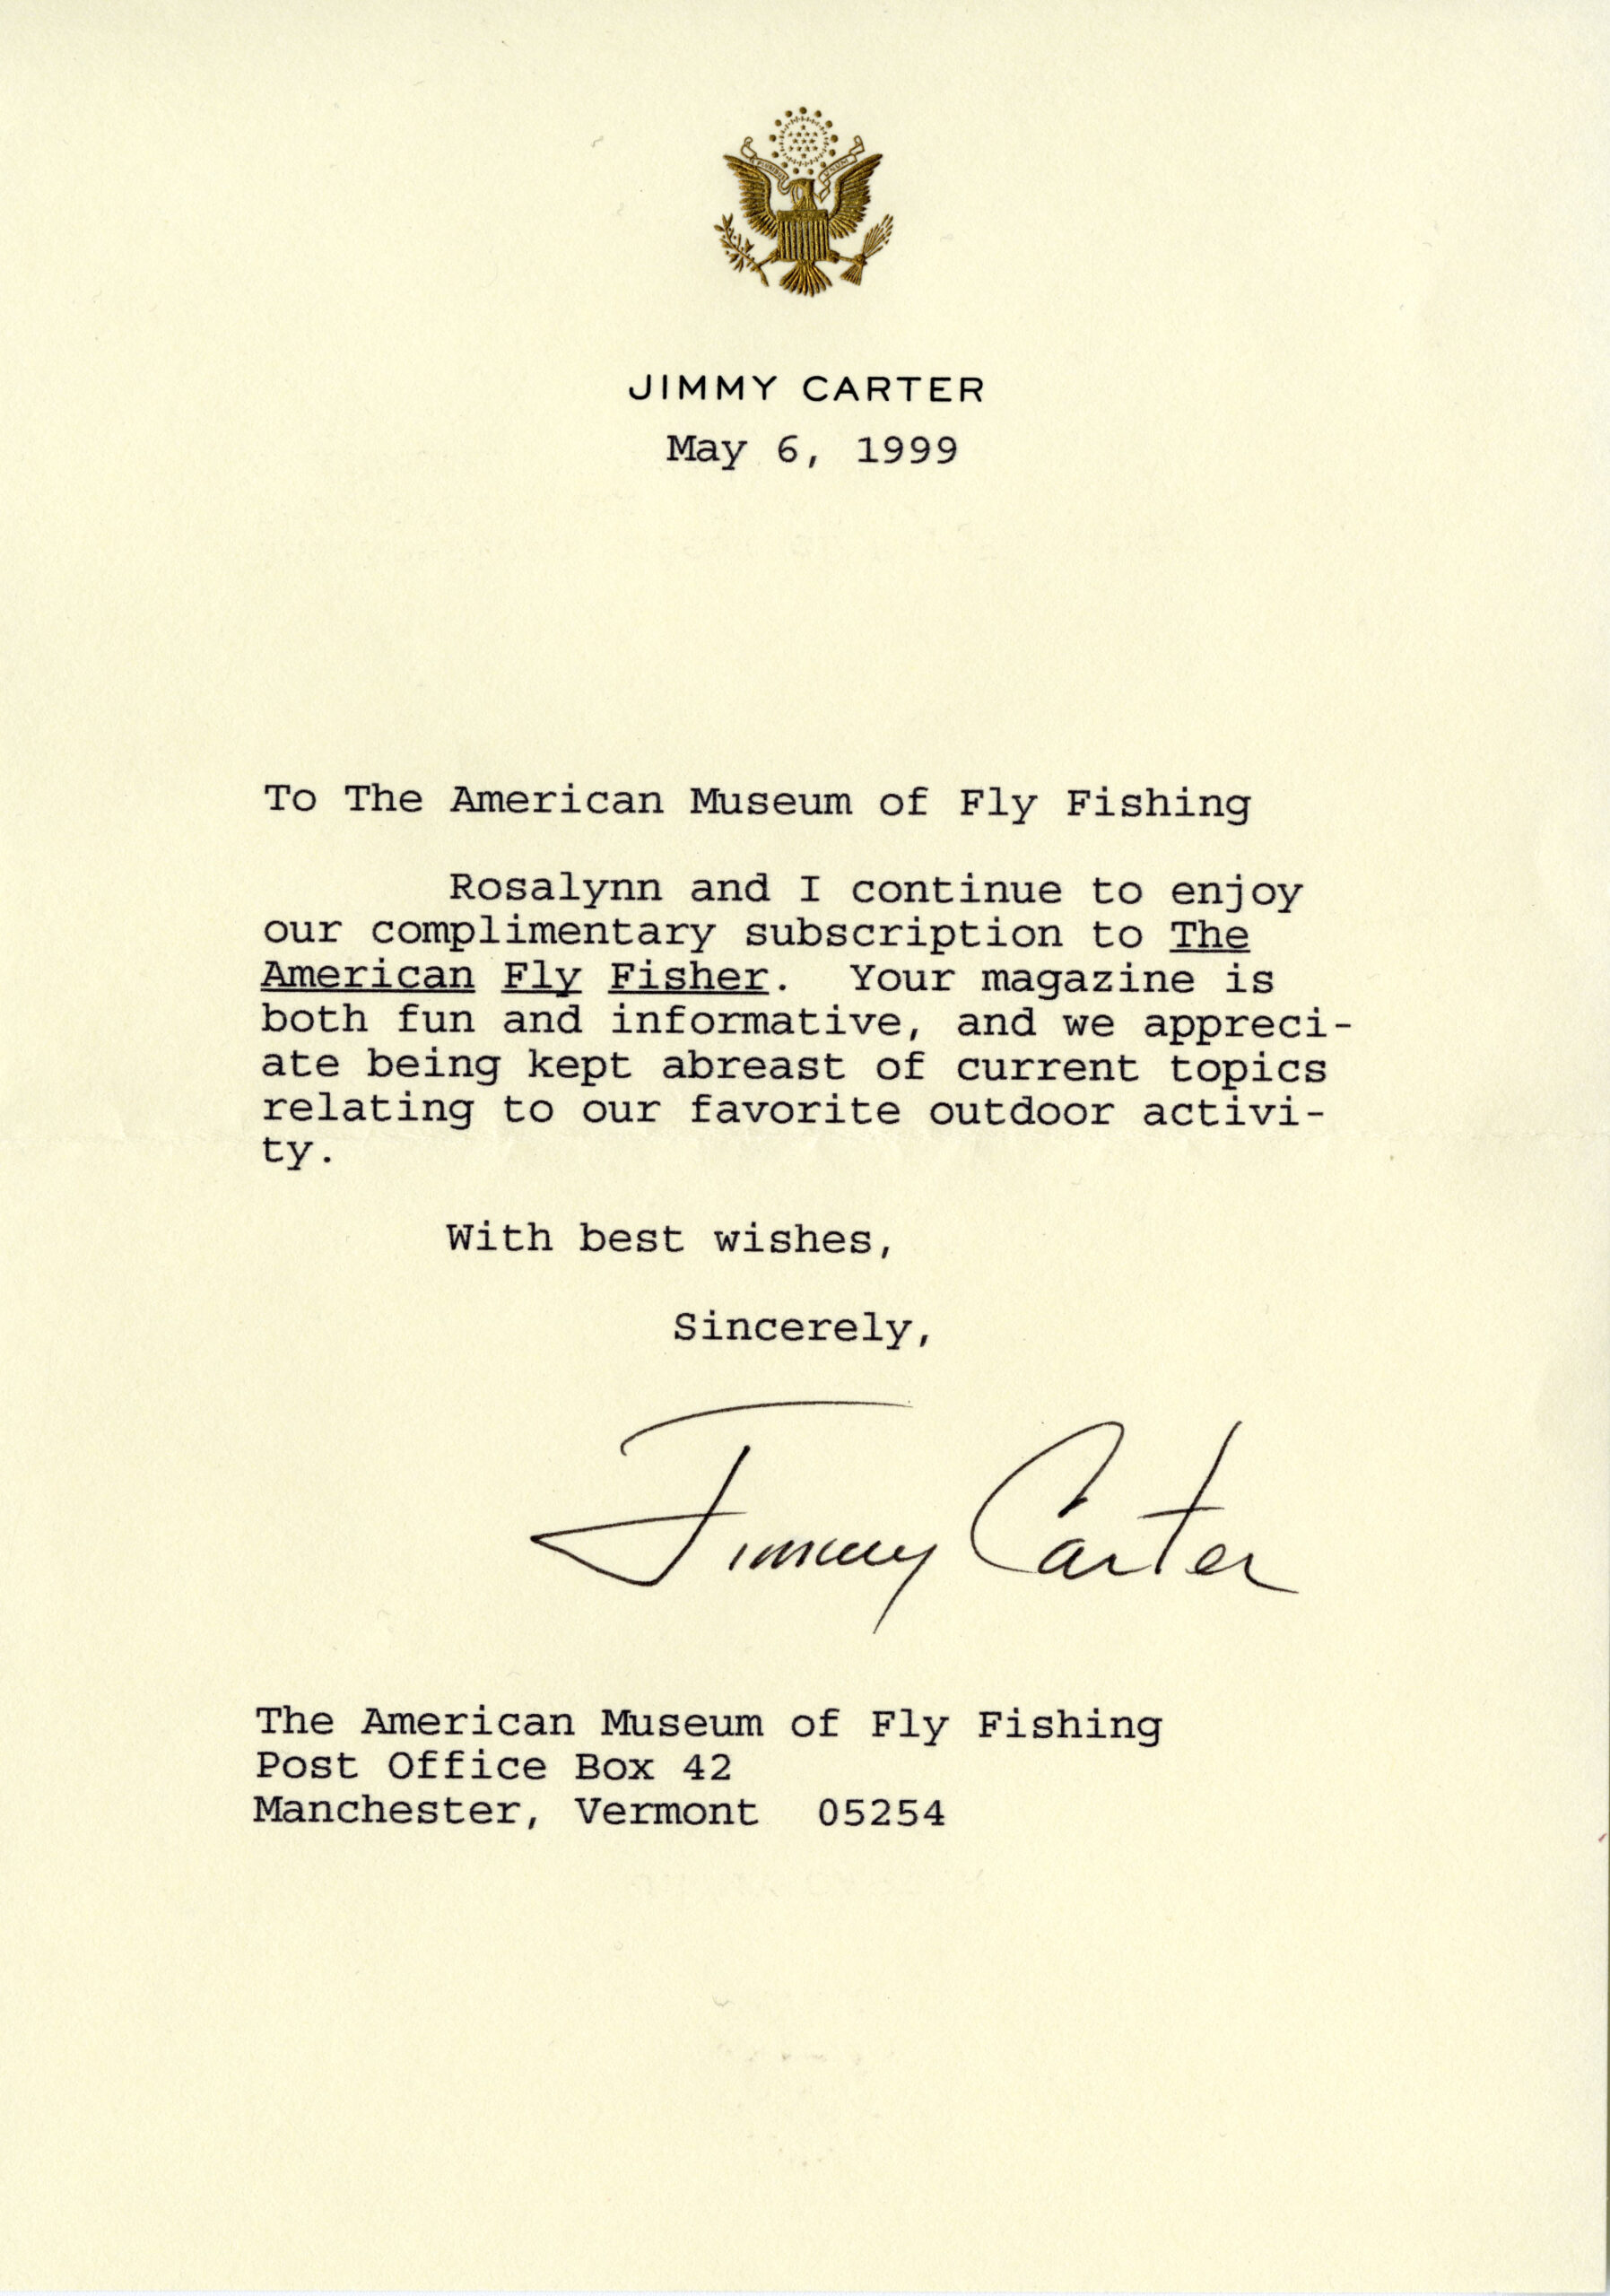 JIMMY CARTER
May 6, 1999
To The American Museum of Fly Fishing
Rosalynn and I continue to enjoy
our complimentary subscription to The
American Fly Fisher. Your magazine is
both fun and informative, and we appreci-
ate being kept abreast of current topics
relating to our favorite outdoor activi-
ty.
With best wishes,
Sincerely,
Jimmy Carter
The American Museum of Fly Fishing
Post Office Box 42
Manchester, Vermont 05254